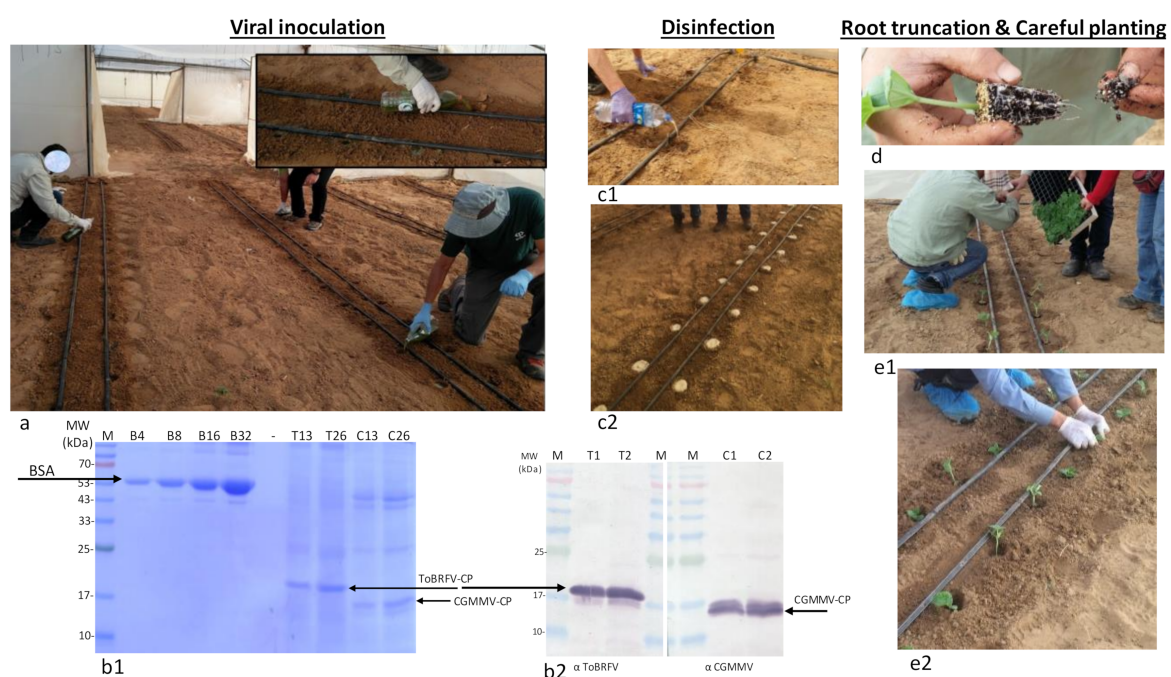 Viral inoculation
Disinfection
Root truncation & Careful planting
a
c1
c2
d
e1
e2
MW
(kDa)
M B4 B8 B16 B32 - T13 T26 C13 C26
70-
BSA
53-
43-
33-
25-
17-
10-
ToBRFV-CP
CGMMV-CP
b1
MW
(kDa)
M T1 T2 M M C1 C2
25-
17-
10-
CGMMV-CP
b2
α ToBRFV
α CGMMV